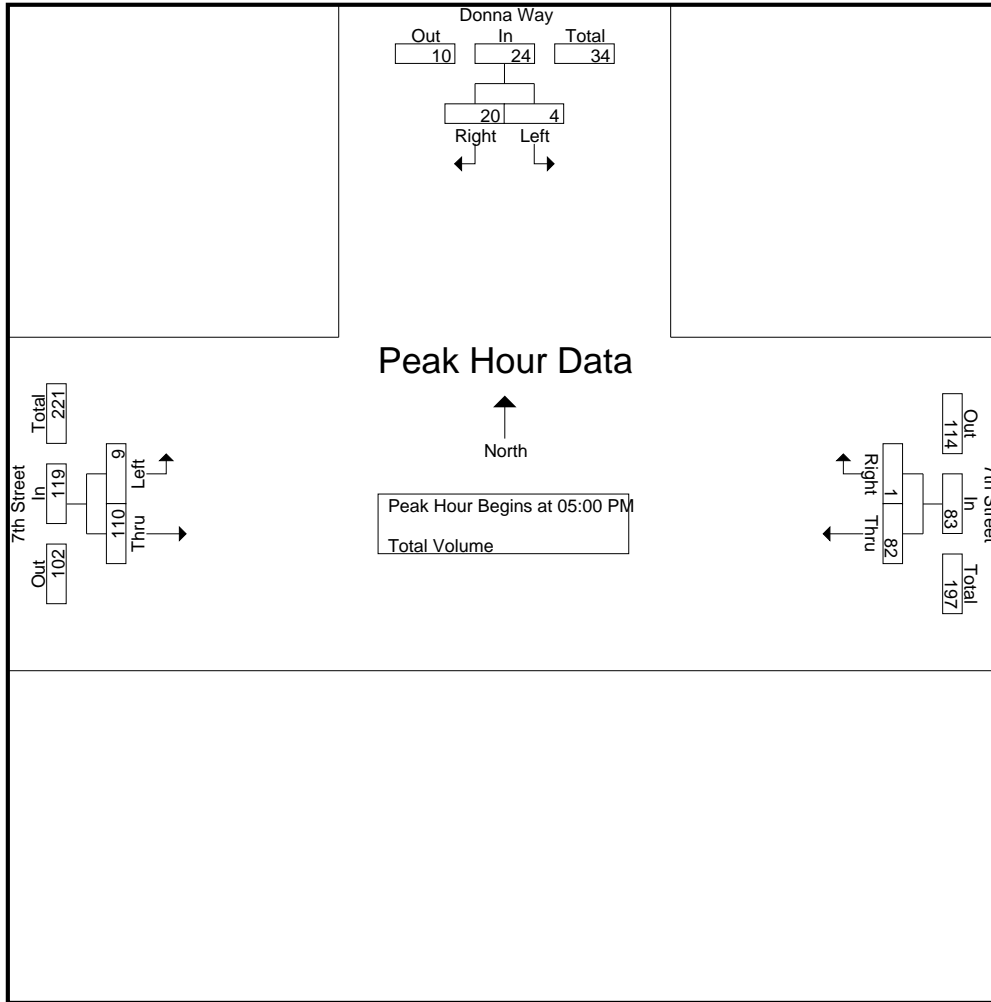 Donna Way
Out In Total
10 24 34
20 4
Right Left
Peak Hour Data
North
Peak Hour Begins at 05:00 PM
Total Volume
7th Street
Out In Total
102 119 221
110 9
Thru Left
7th Street
Out In Total
114 83 197
1 82
Right Thru